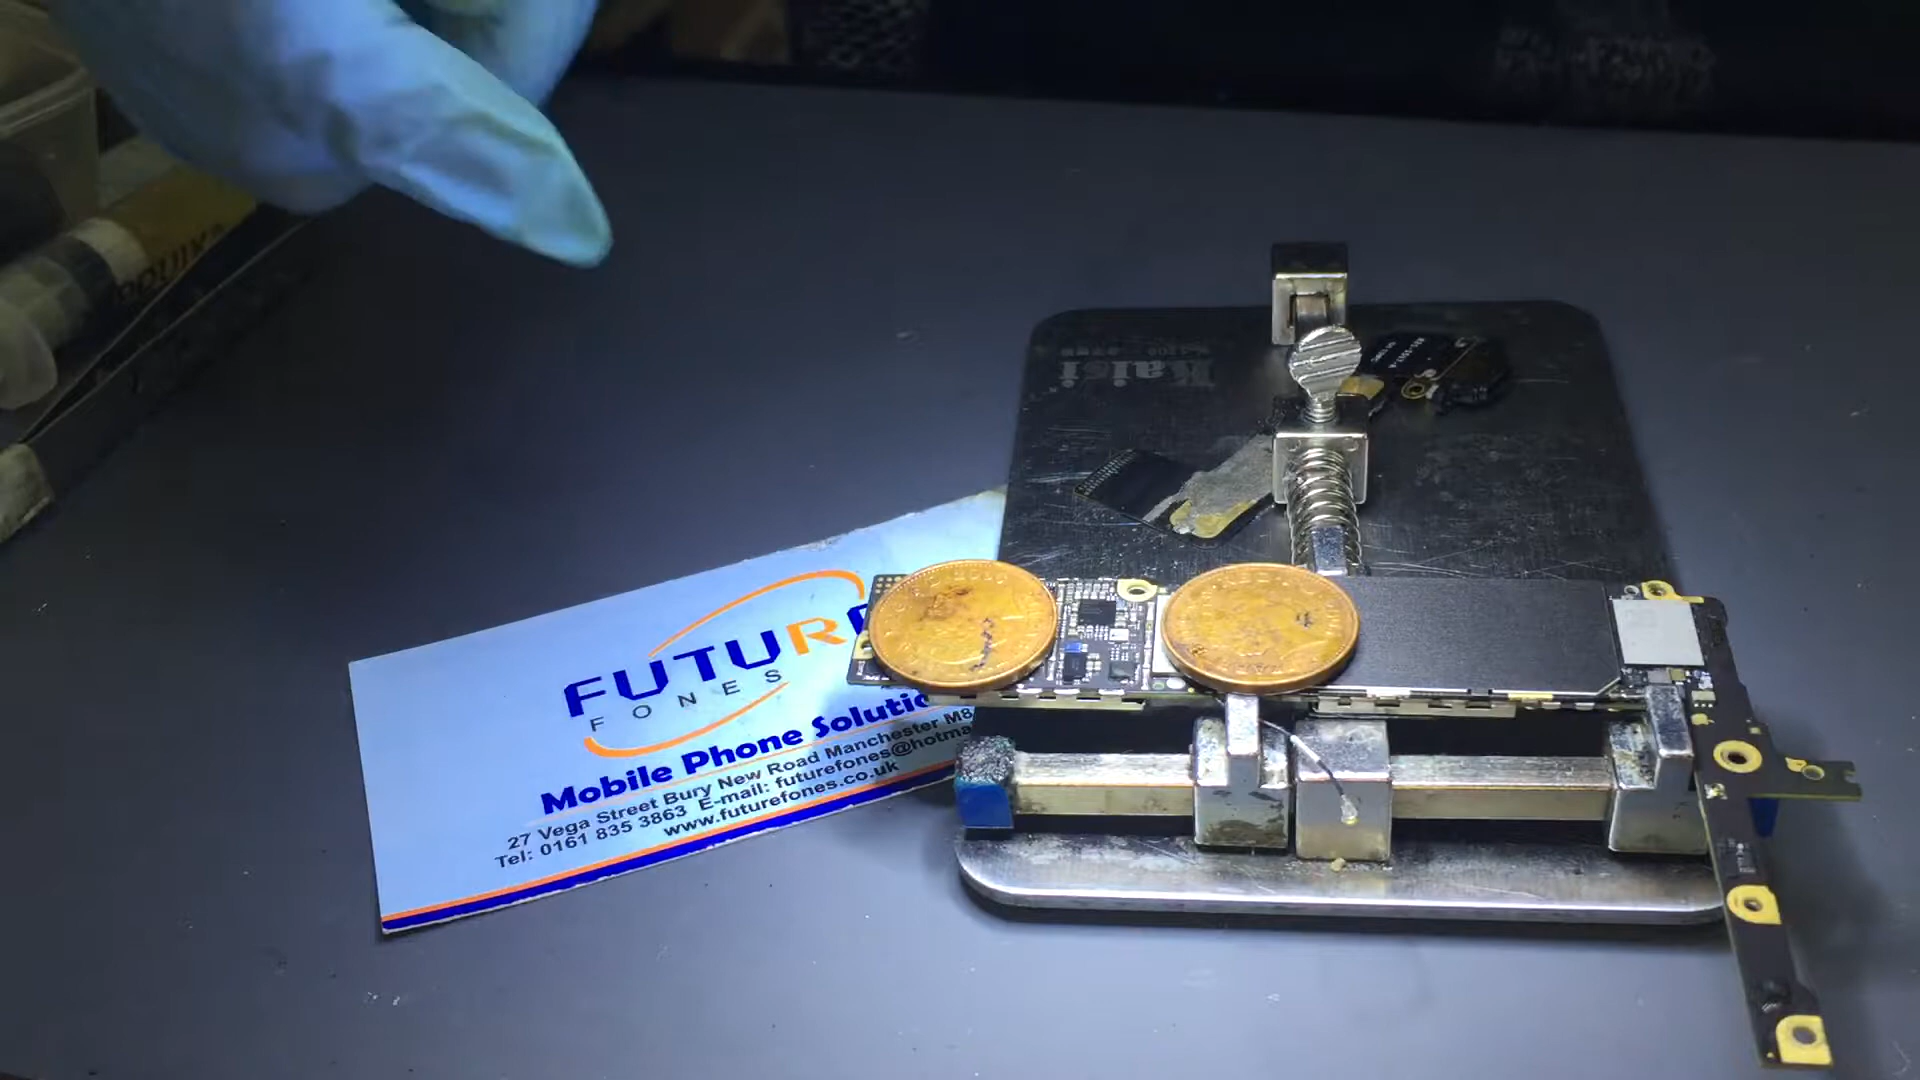 Kaisi
FUTURE
FONES
Mobile Phone Solutio
27 Vega Street Bury New Road Manchester M8
Tel: 0161 835 3863 E-mail: futurefones@hotma
www.futurefones.co.uk